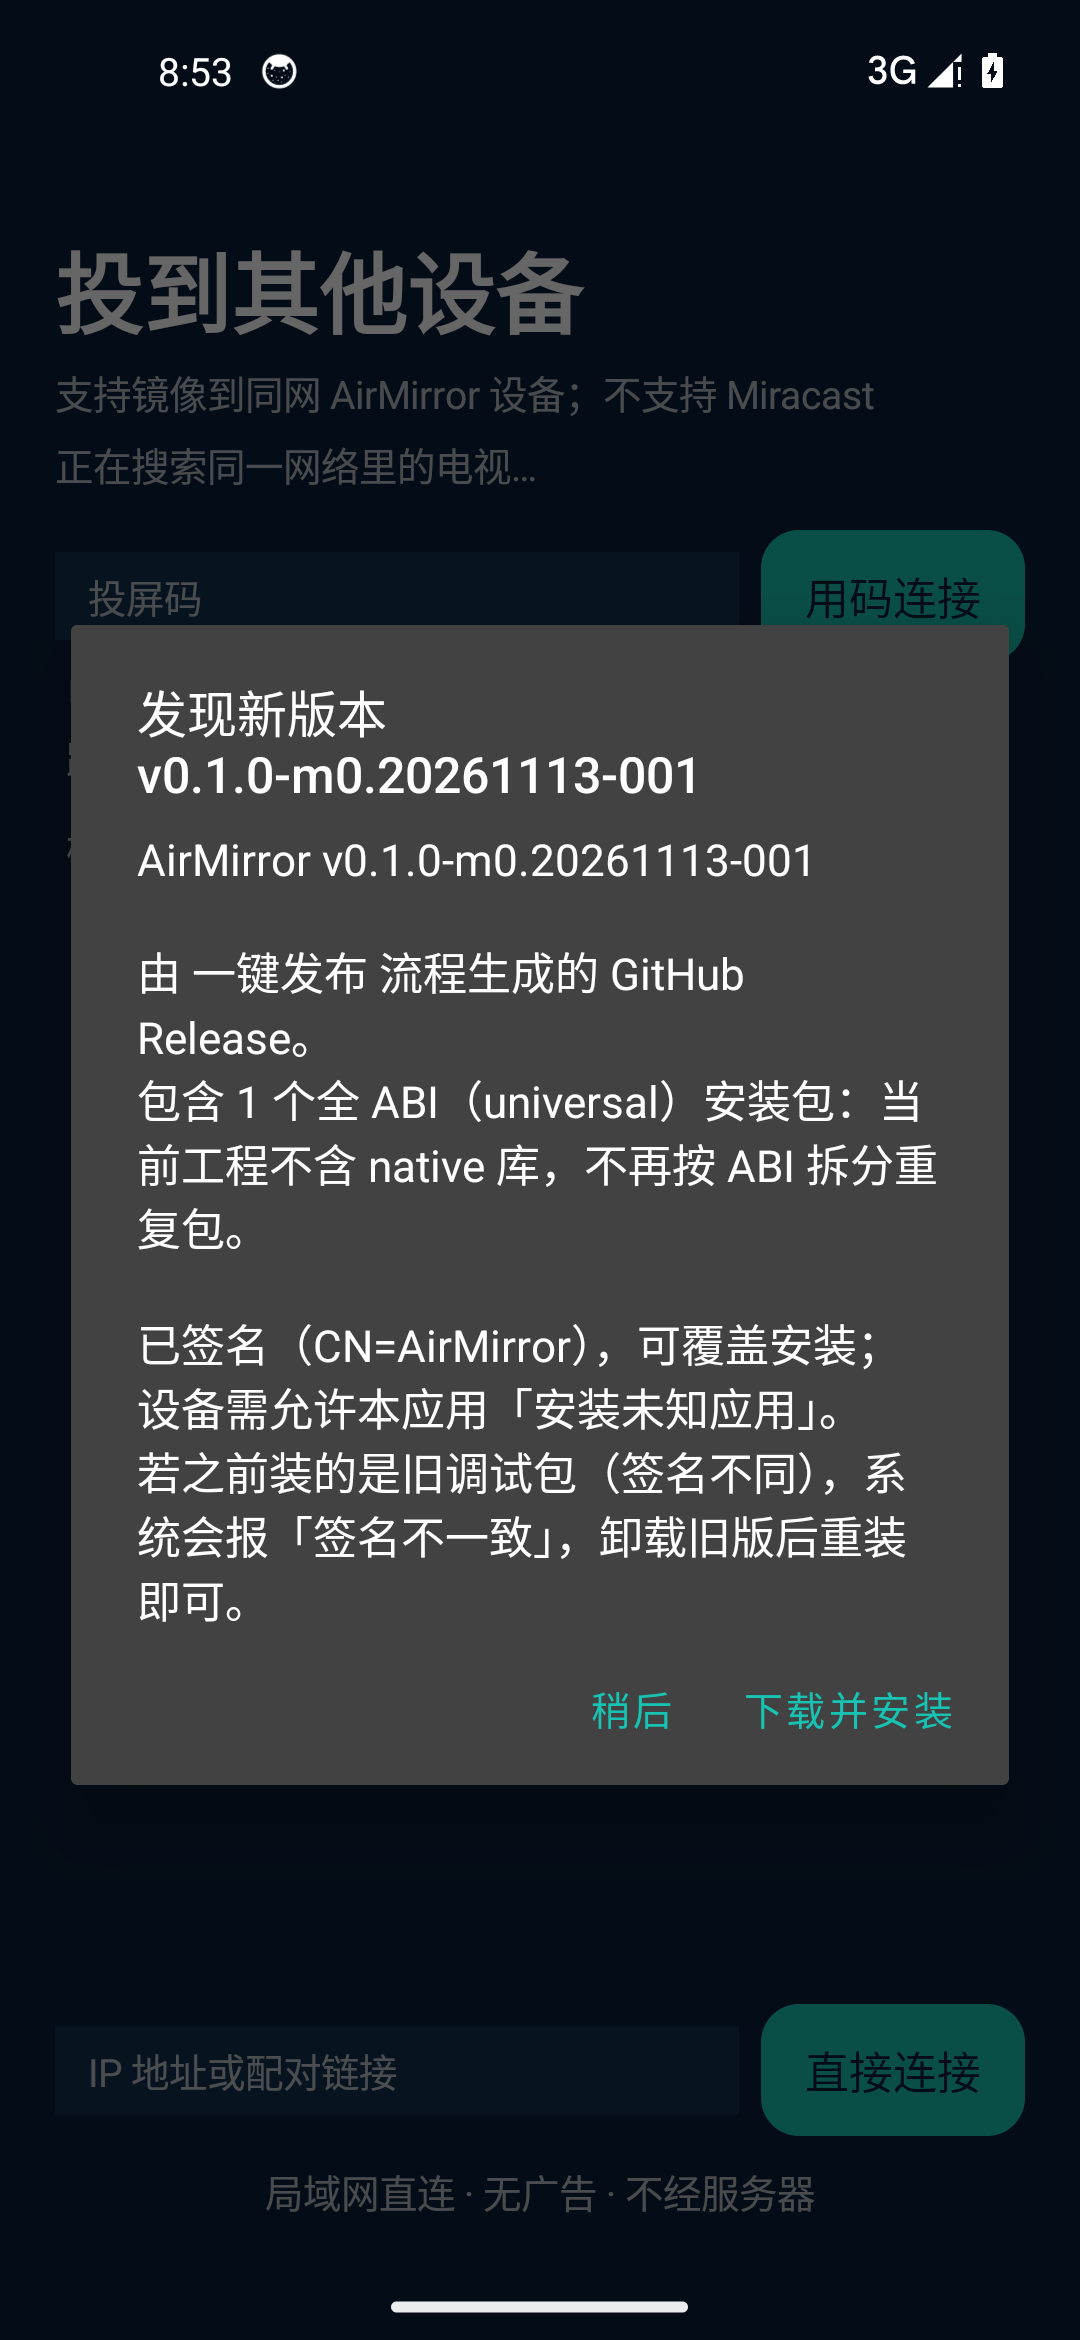 8:53
3G
投到其他设备
支持镜像到同网 AirMirror 设备；不支持 Miracast
正在搜索同一网络里的电视…
投屏码
用码连接
发现新版本
v0.1.0-m0.20261113-001
AirMirror v0.1.0-m0.20261113-001
由 一键发布 流程生成的 GitHub
Release。
包含 1 个全 ABI（universal）安装包：当
前工程不含 native 库，不再按 ABI 拆分重
复包。
已签名（CN=AirMirror），可覆盖安装；
设备需允许本应用「安装未知应用」。
若之前装的是旧调试包（签名不同），系
统会报「签名不一致」，卸载旧版后重装
即可。
稍后
下载并安装
IP 地址或配对链接
直接连接
局域网直连 · 无广告 · 不经服务器